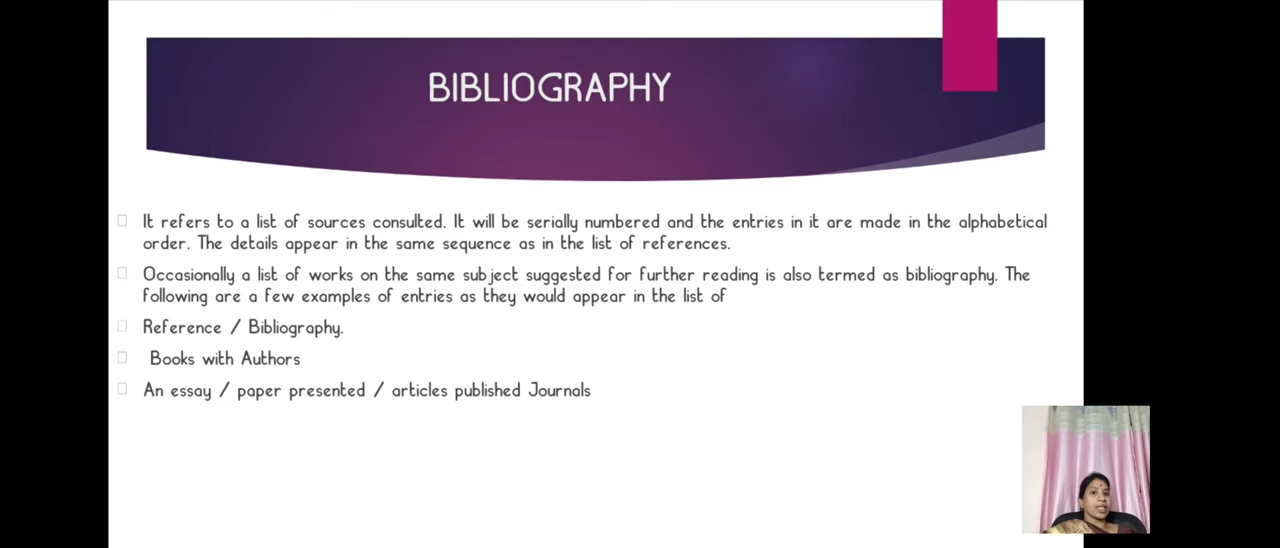 BIBLIOGRAPHY
It refers to a list of sources consulted. It will be serially numbered and the entries in it are made in the alphabetical
order. The details appear in the same sequence as in the list of references.
Occasionally a list of works on the same subject suggested for further reading is also termed as bibliography. The
following are a few examples of entries as they would appear in the list of
Reference / Bibliography.
Books with Authors
An essay / paper presented / articles published Journals